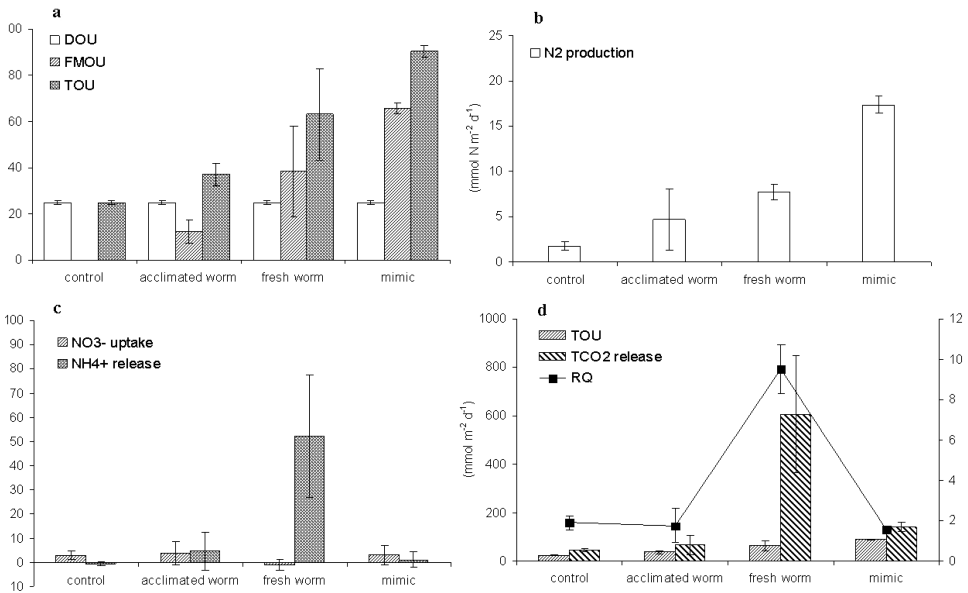 a
DOU
FMOU
TOU
00
80
60
40
20
0
control acclimated worm fresh worm mimic
b
N2 production
(mmol N m-2 d-1)
25
20
15
10
5
0
control acclimated worm fresh worm mimic
c
NO3- uptake
NH4+ release
100
90
80
70
60
50
40
30
20
10
0
10
control acclimated worm fresh worm mimic
d
TOU
TCO2 release
RQ
(mmol m-2 d-1)
1000
800
600
400
200
0
12
10
8
6
4
2
0
control acclimated worm fresh worm mimic